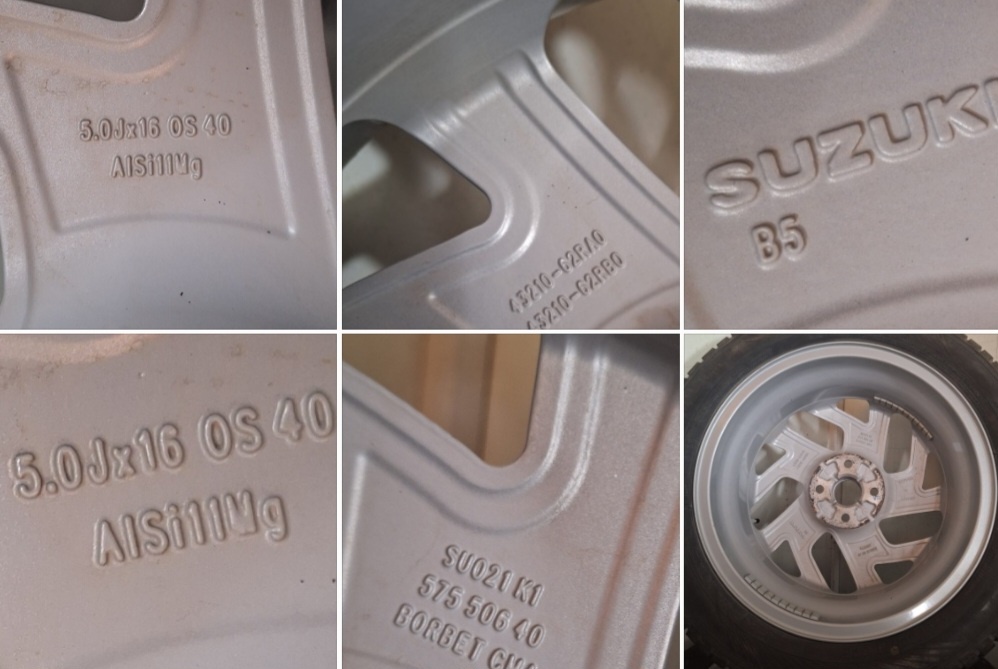 5.0Jx16 OS 40
AlSi11Mg
43210-62RA0
43210-62RB0
SUZUKI
B5
5.0Jx16 OS 40
AlSi11Mg
SU021 K1
575 506 40
BORBET